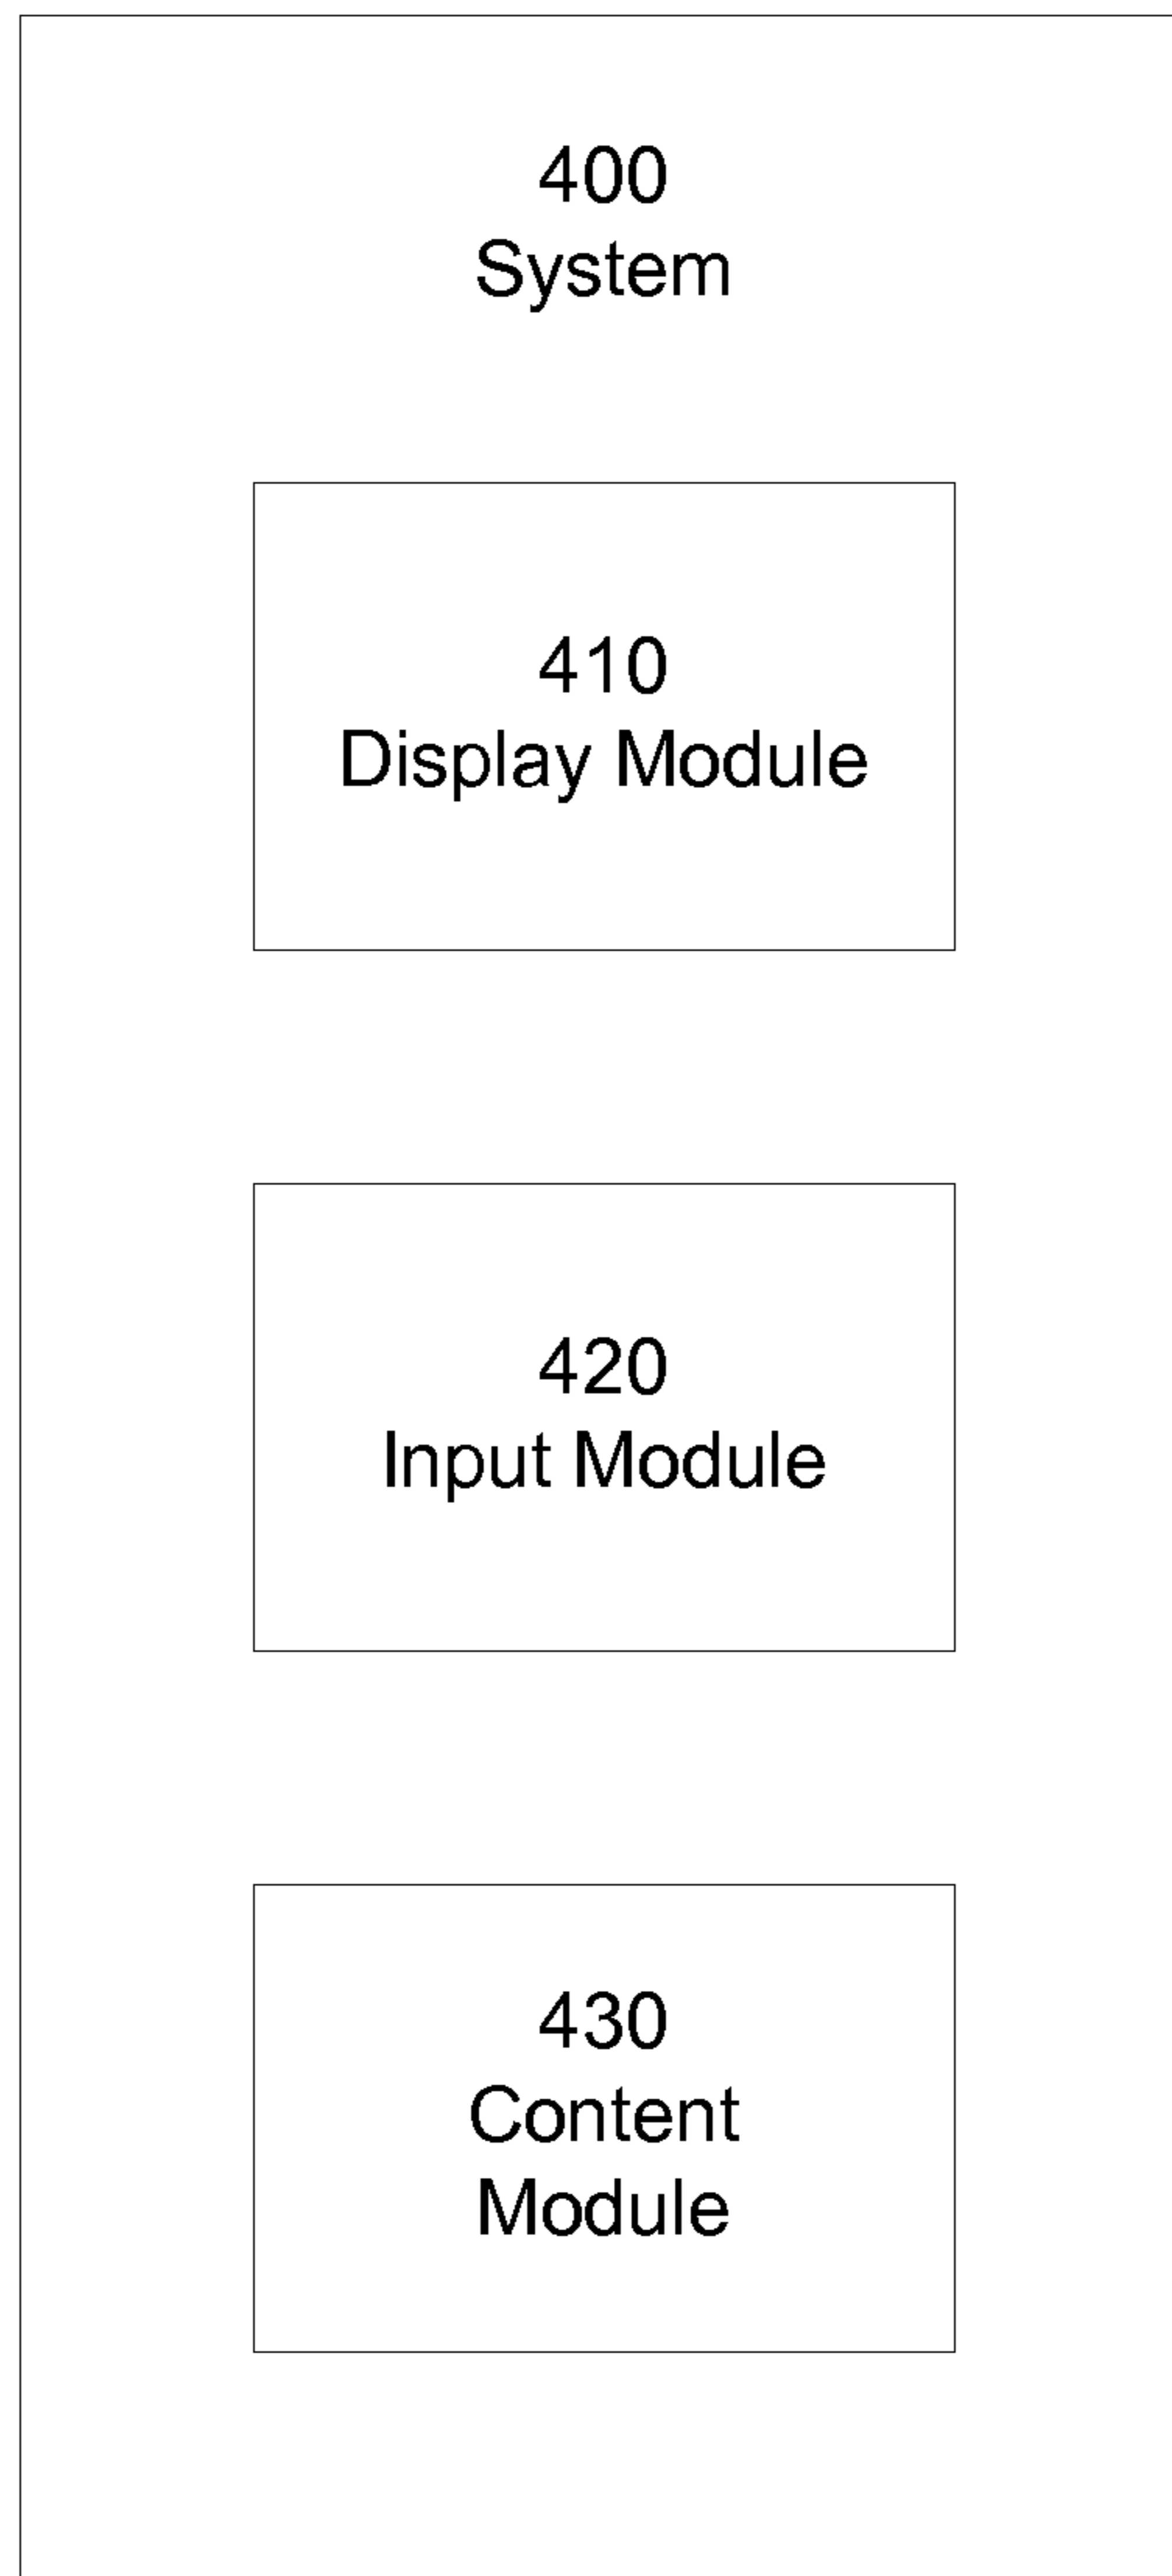 400
System
410
Display Module
420
Input Module
430
Content
Module